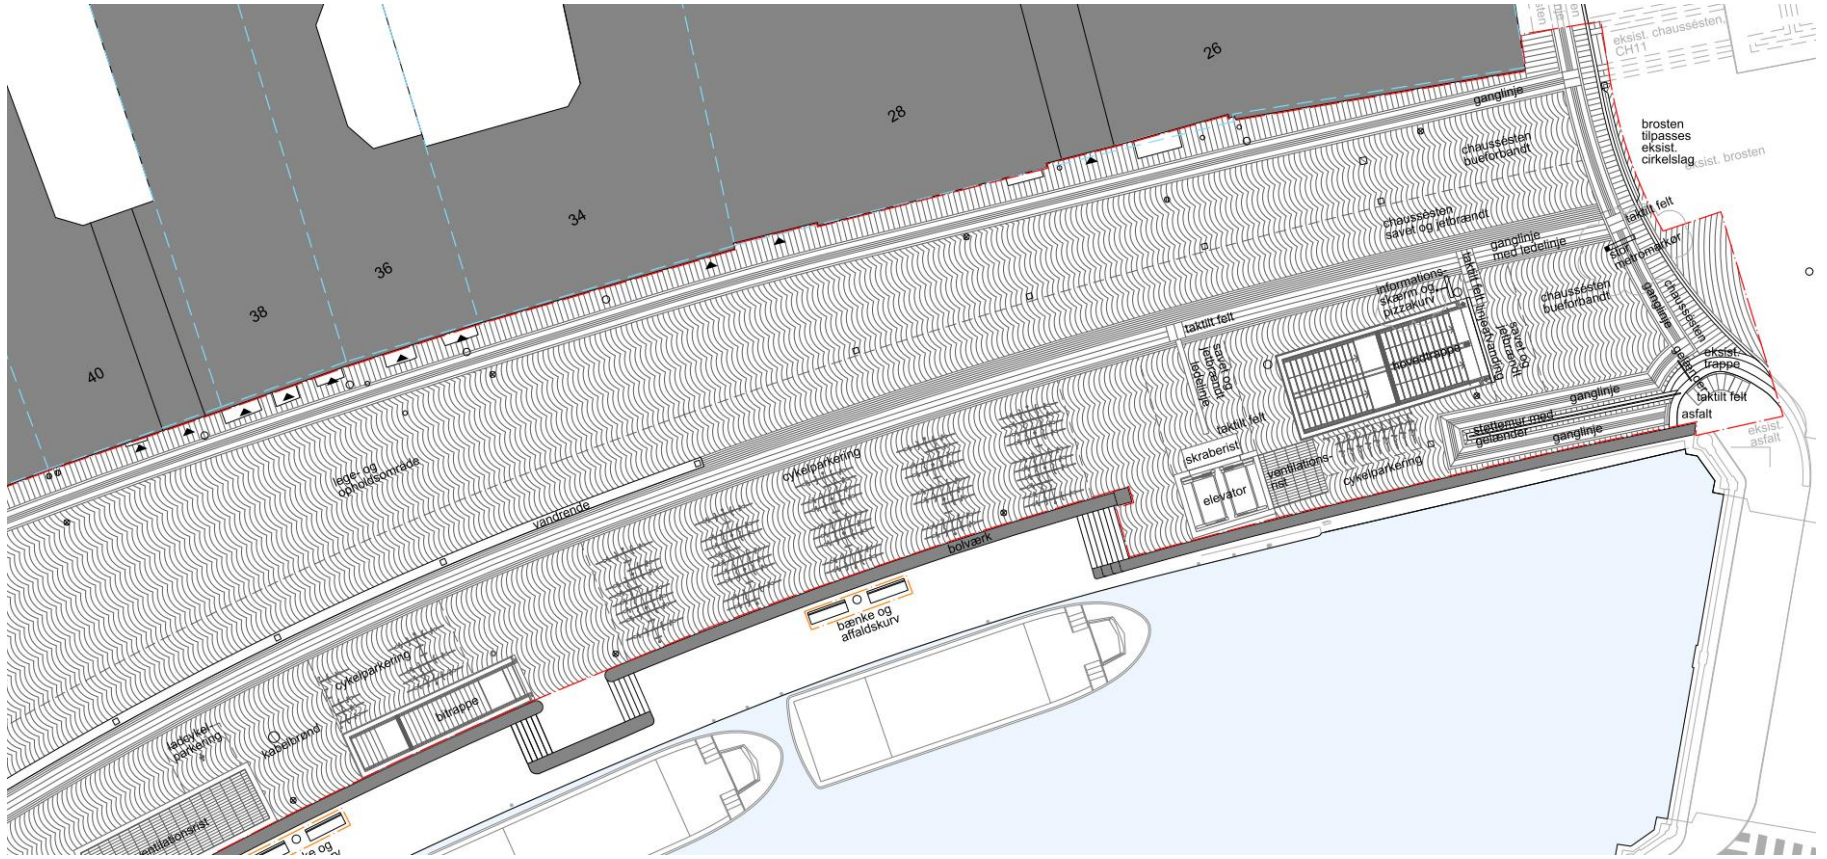 eksist. chaussésten,
CH11
26
ganglinje
brosten
tilpasses
eksist.
cirkelslag
eksist. brosten
28
chaussésten
bueforbandt
34
chaussésten
savet og jetbrændt
taktilt felt
ganglinje
med ledelinje
stor
metromarkør
36
informations-
skærm og
pizzakurv
taktilt felt
linjeafvanding
chaussésten
bueforbandt
ganglinje
chaussésten
38
taktilt felt
savet og
jetbrændt
ledelinje
hovedtrappe
savet og
jetbrændt
gelænder
eksist.
trappe
taktilt felt
40
ganglinje
asfalt
støttemur med
gelænder
ganglinje
eksist.
asfalt
taktilt felt
skraberist
ventilations-
rist
cykelparkering
elevator
lege- og
opholdsområde
cykelparkering
vandrende
bolværk
bænke og
affaldskurv
cykelparkering
bitrappe
ladcykel-
parkering
kabelbrønd
ventilationsrist